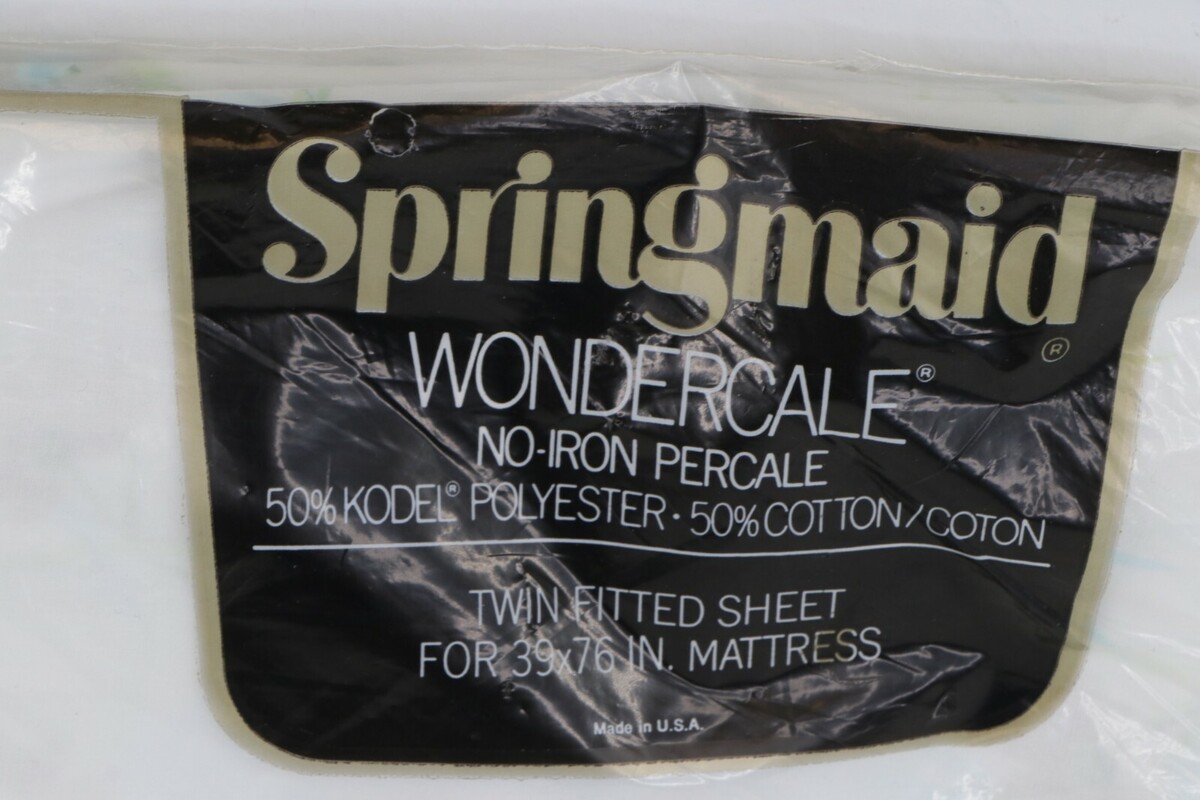 Springmaid®
WONDERCALE®
NO-IRON PERCALE
50% KODEL® POLYESTER · 50% COTTON/COTON
TWIN FITTED SHEET
FOR 39x76 IN. MATTRESS
Made in U.S.A.